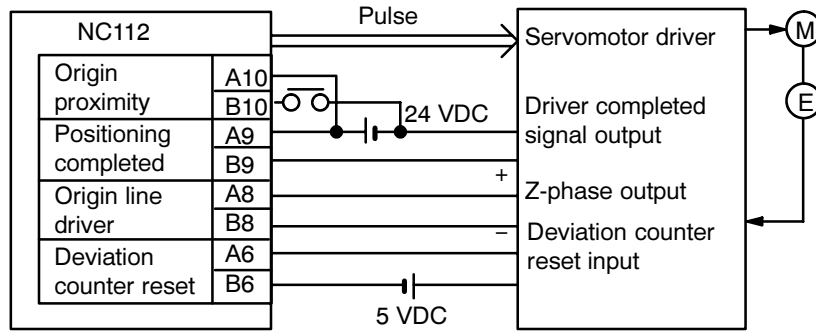 Pulse
NC112
Servomotor driver
M
Origin
proximity
A10
B10
E
24 VDC
Driver completed
signal output
Positioning
completed
A9
B9
+
Origin line
driver
A8
B8
Z-phase output
−
Deviation counter
reset input
Deviation
counter reset
A6
B6
5 VDC